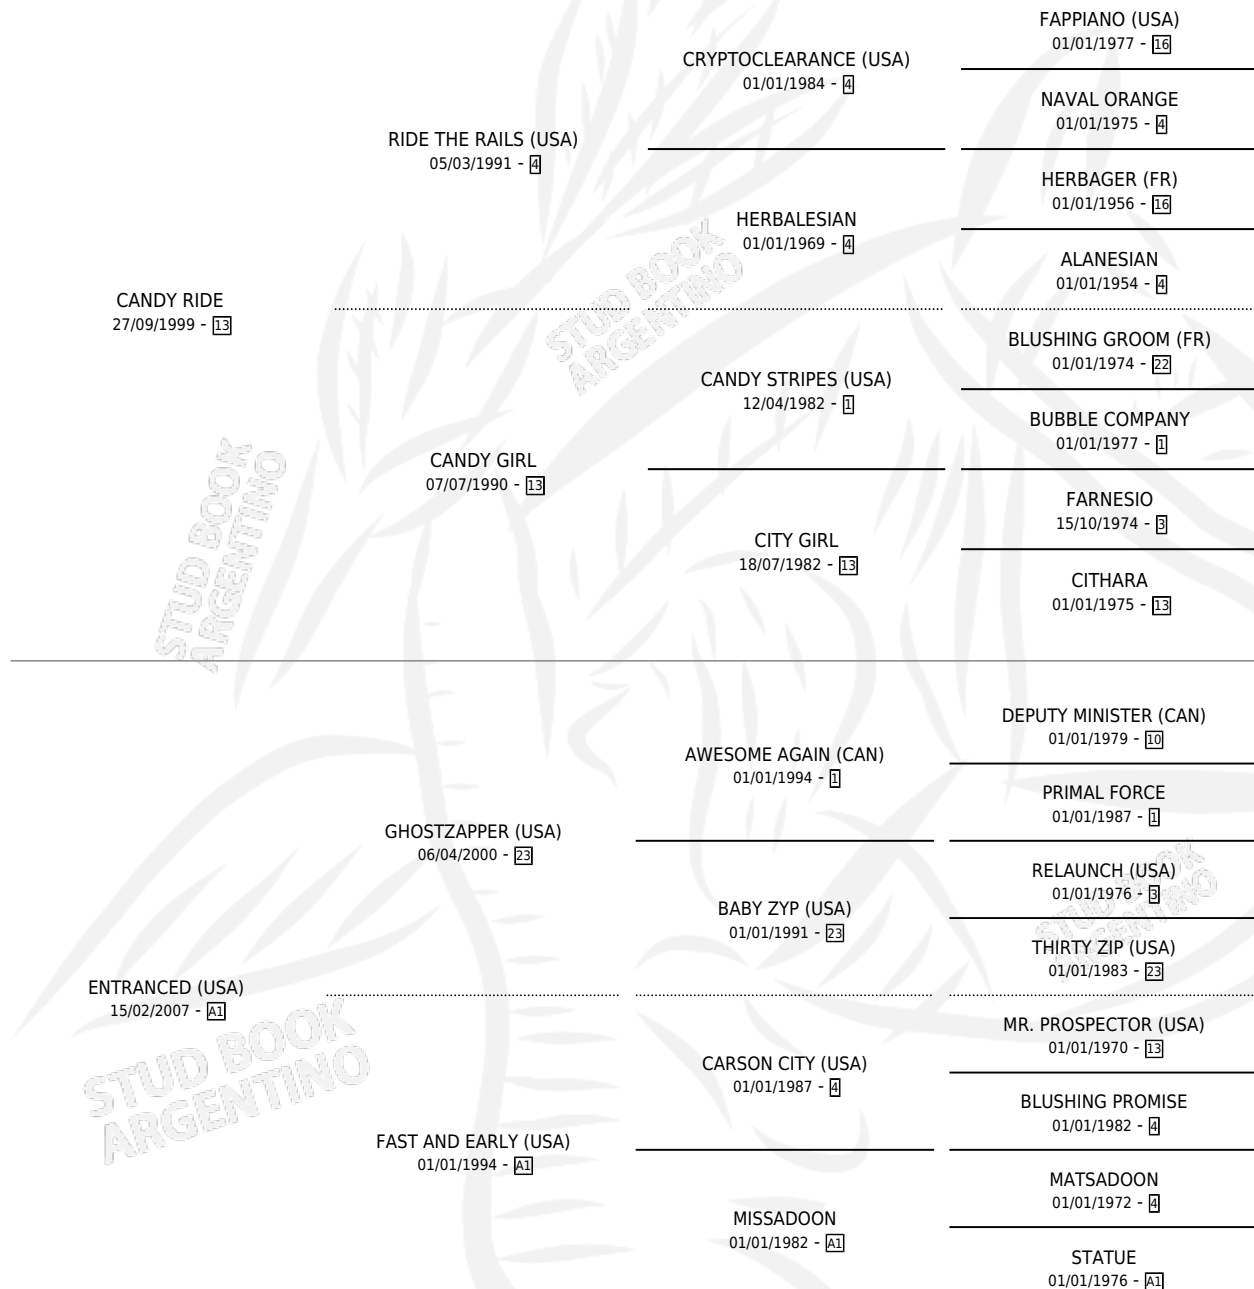 FAPPIANO (USA)
01/01/1977 - 16
CRYPTOCLEARANCE (USA)
01/01/1984 - 4
NAVAL ORANGE
01/01/1975 - 4
RIDE THE RAILS (USA)
05/03/1991 - 4
HERBAGER (FR)
01/01/1956 - 16
HERBALESIAN
01/01/1969 - 4
ALANESIAN
01/01/1954 - 4
CANDY RIDE
27/09/1999 - 13
BLUSHING GROOM (FR)
01/01/1974 - 22
CANDY STRIPES (USA)
12/04/1982 - 1
BUBBLE COMPANY
01/01/1977 - 1
CANDY GIRL
07/07/1990 - 13
FARNESIO
15/10/1974 - 3
CITY GIRL
18/07/1982 - 13
CITHARA
01/01/1975 - 13
STUD BOOK
ARGENTINO
STUD BOOK
ARGENTINO
DEPUTY MINISTER (CAN)
01/01/1979 - 10
AWESOME AGAIN (CAN)
01/01/1994 - 1
PRIMAL FORCE
01/01/1987 - 1
GHOSTZAPPER (USA)
06/04/2000 - 23
RELAUNCH (USA)
01/01/1976 - 3
BABY ZYP (USA)
01/01/1991 - 23
THIRTY ZIP (USA)
01/01/1983 - 23
STUD BOOK
ARGENTINO
ENTRANCED (USA)
15/02/2007 - A1
MR. PROSPECTOR (USA)
01/01/1970 - 13
CARSON CITY (USA)
01/01/1987 - 4
BLUSHING PROMISE
01/01/1982 - 4
STUD BOOK
ARGENTINO
FAST AND EARLY (USA)
01/01/1994 - A1
MATSADOON
01/01/1972 - 4
MISSADOON
01/01/1982 - A1
STATUE
01/01/1976 - A1